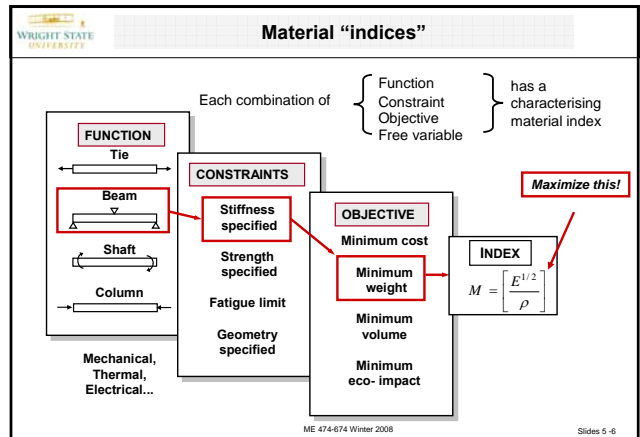 WRIGHT STATE
UNIVERSITY
Material “indices”
Each combination of
Function
Constraint
Objective
Free variable
has a
characterising
material index
FUNCTION
Tie
Beam
Shaft
Column
Mechanical,
Thermal,
Electrical...
CONSTRAINTS
Stiffness
specified
Strength
specified
Fatigue limit
Geometry
specified
OBJECTIVE
Minimum cost
Minimum
weight
Minimum
volume
Minimum
eco- impact
Maximize this!
INDEX
M = [E^{1/2} / ρ]
ME 474-674 Winter 2008
Slides 5 -6